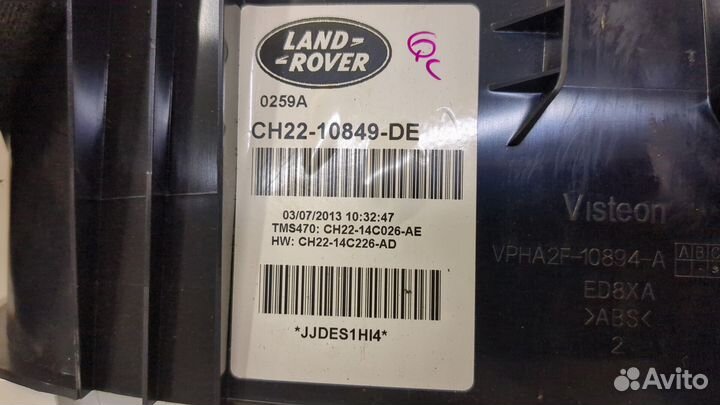 LAND-
ROVER
QC
0259A
CH22-10849-DE
03/07/2013 10:32:47
TMS470: CH22-14C026-AE
HW: CH22-14C226-AD
*JJDES1HI4*
Visteon
VPHA2F-10894-A
A B C
ED8XA
>ABS<
2
Avito